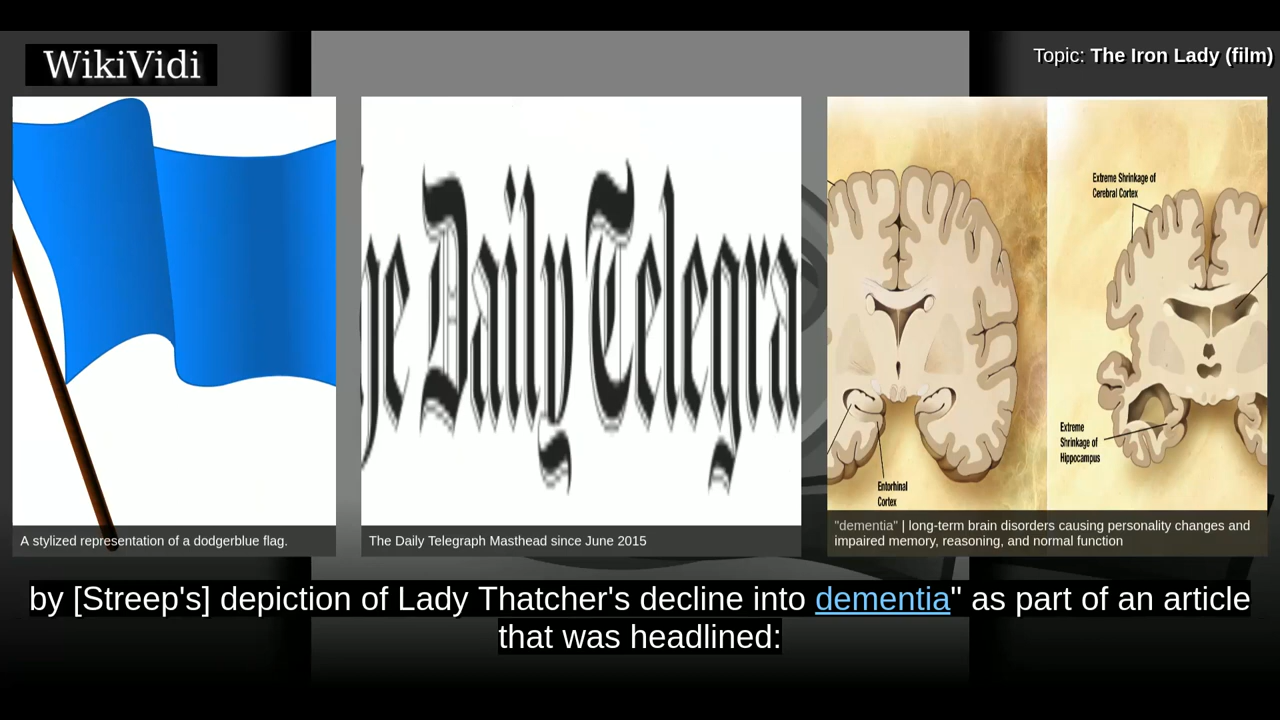 WikiVidi
Topic: The Iron Lady (film)
Daily Telegra
Extreme Shrinkage of
Cerebral Cortex
Extreme
Shrinkage of
Hippocampus
Entorhinal
Cortex
A stylized representation of a dodgerblue flag.
The Daily Telegraph Masthead since June 2015
"dementia" | long-term brain disorders causing personality changes and
impaired memory, reasoning, and normal function
by [Streep's] depiction of Lady Thatcher's decline into dementia" as part of an article
that was headlined: